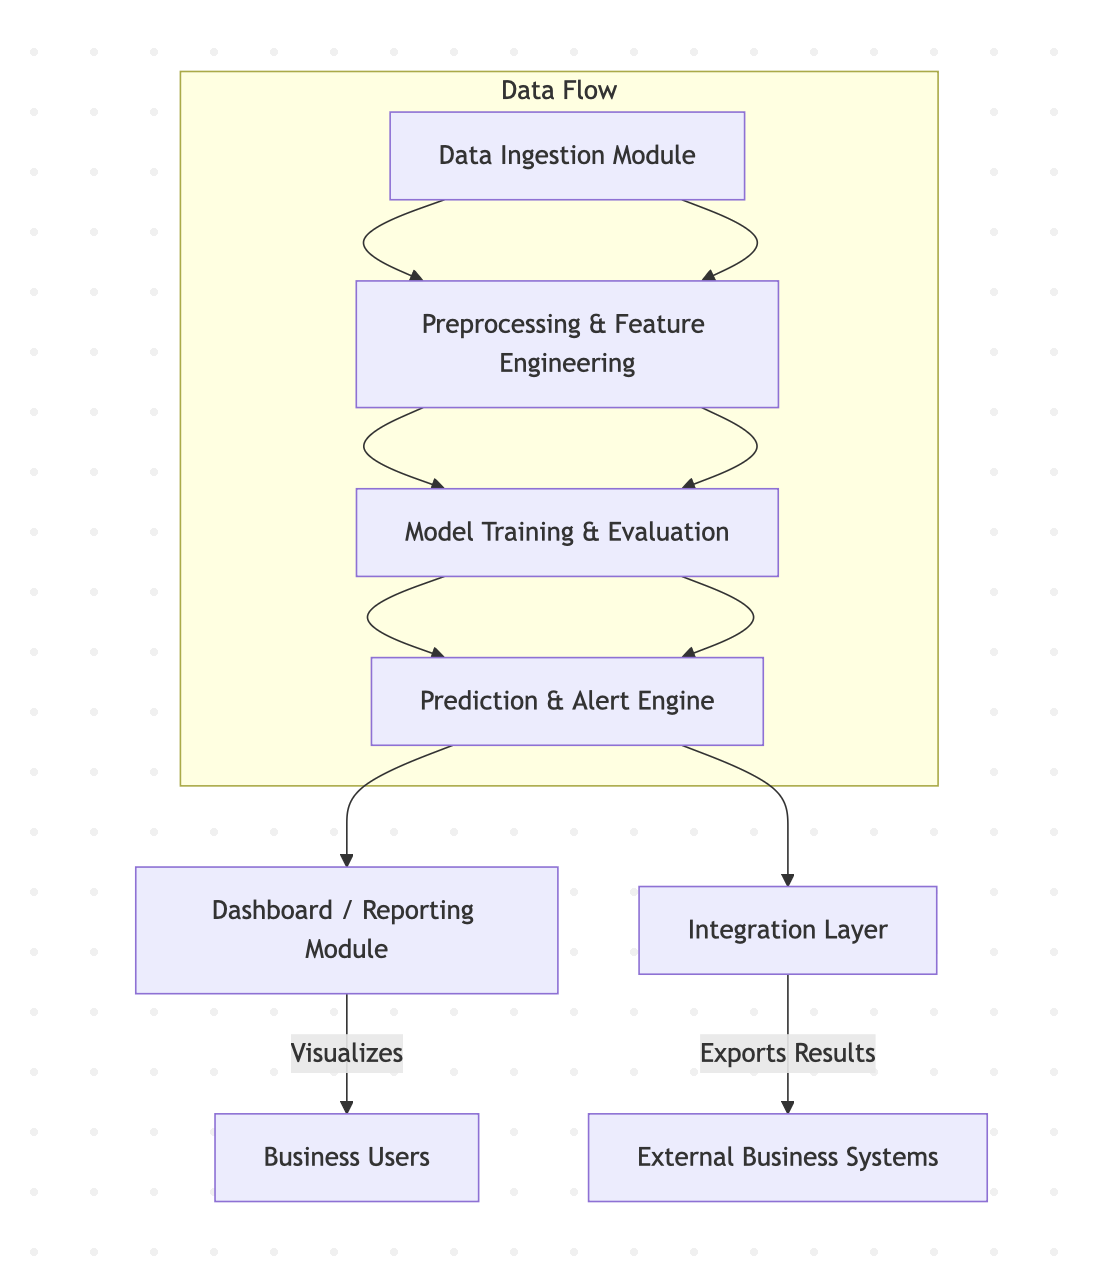 Data Flow
Data Ingestion Module
Preprocessing & Feature
Engineering
Model Training & Evaluation
Prediction & Alert Engine
Dashboard / Reporting
Module
Integration Layer
Visualizes
Exports Results
Business Users
External Business Systems